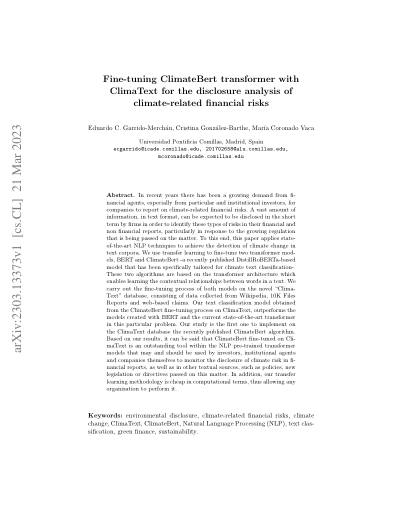 Fine-tuning ClimateBert transformer with
ClimaText for the disclosure analysis of
climate-related financial risks
Eduardo C. Garrido-Merchán, Cristina González-Barthe, María Coronado Vaca
Universidad Pontificia Comillas, Madrid, Spain
ecgarrido@icade.comillas.edu, 201702658@alu.comillas.edu,
mcoronado@icade.comillas.edu
Abstract. In recent years there has been a growing demand from fi-
nancial agents, especially from particular and institutional investors, for
companies to report on climate-related financial risks. A vast amount of
information, in text format, can be expected to be disclosed in the short
term by firms in order to identify these types of risks in their financial and
non financial reports, particularly in response to the growing regulation
that is being passed on the matter. To this end, this paper applies state-
of-the-art NLP techniques to achieve the detection of climate change in
text corpora. We use transfer learning to fine-tune two transformer mod-
els, BERT and ClimateBert -a recently published DistilRoBERTa-based
model that has been specifically tailored for climate text classification-
These two algorithms are based on the transformer architecture which
enables learning the contextual relationships between words in a text. We
carry out the fine-tuning process of both models on the novel "Clima-
Text" database, consisting of data collected from Wikipedia, 10K Files
Reports and web-based claims. Our text classification model obtained
from the ClimateBert fine-tuning process on ClimaText, outperforms the
models created with BERT and the current state-of-the-art transformer
in this particular problem. Our study is the first one to implement on
the ClimaText database the recently published ClimateBert algorithm.
Based on our results, it can be said that ClimateBert fine-tuned on Cli-
maText is an outstanding tool within the NLP pre-trained transformer
models that may and should be used by investors, institutional agents
and companies themselves to monitor the disclosure of climate risk in fi-
nancial reports, as well as in other textual sources, such as policies, new
legislation or directives passed on this matter. In addition, our transfer
learning methodology is cheap in computational terms, thus allowing any
organization to perform it.
Keywords: environmental disclosure, climate-related financial risks, climate
change, ClimaText, ClimateBert, Natural Language Processing (NLP), text clas-
sification, green finance, sustainability.
arXiv:2303.13373v1 [cs.CL] 21 Mar 2023